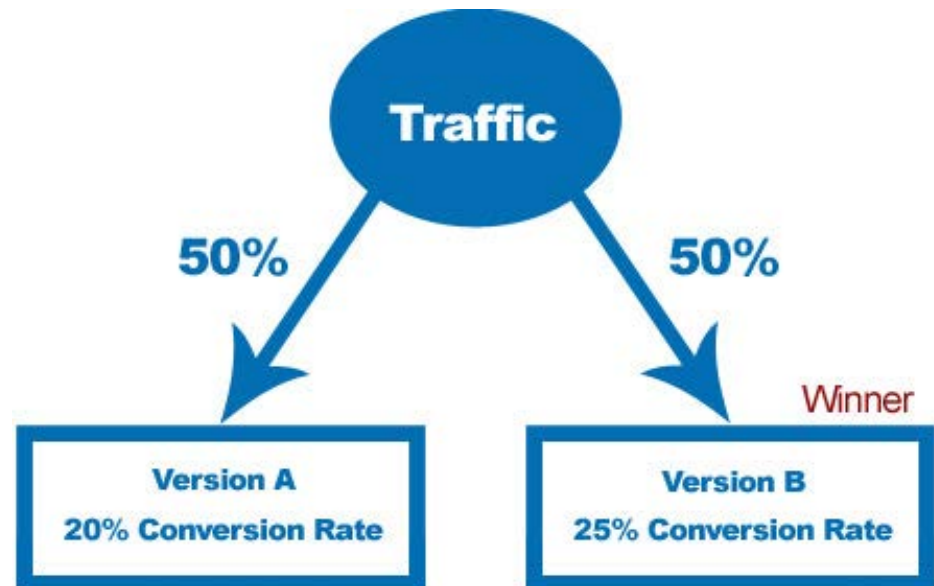 Traffic
50%
50%
Winner
Version A
20% Conversion Rate
Version B
25% Conversion Rate